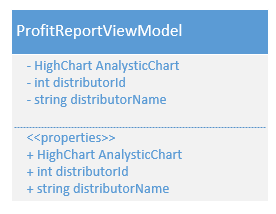 ProfitReportViewModel
- HighChart AnalysticChart
- int distributorId
- string distributorName
<<properties>>
+ HighChart AnalysticChart
+ int distributorId
+ string distributorName